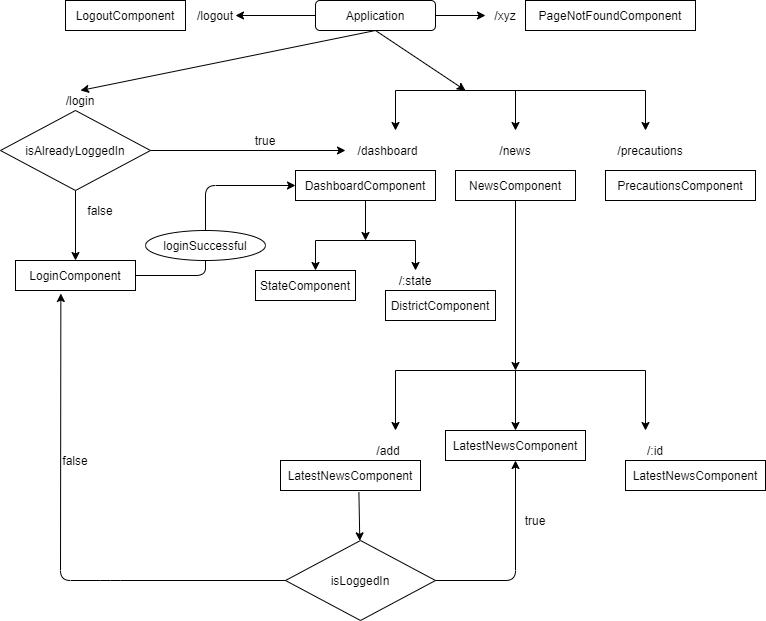 LogoutComponent
/logout
Application
/xyz
PageNotFoundComponent
/login
isAlreadyLoggedIn
true
/dashboard
/news
/precautions
DashboardComponent
NewsComponent
PrecautionsComponent
false
loginSuccessful
LoginComponent
StateComponent
/:state
DistrictComponent
/add
LatestNewsComponent
LatestNewsComponent
/:id
LatestNewsComponent
false
true
isLoggedIn